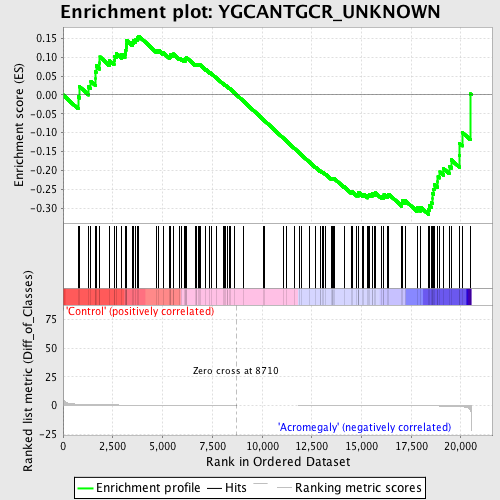 Enrichment plot: YGCANTGCR_UNKNOWN
Enrichment score (ES)
0.15
0.10
0.05
0.00
-0.05
-0.10
-0.15
-0.20
-0.25
-0.30
'Control' (positively correlated)
Ranked list metric (Diff_of_Classes)
75
50
25
0
-25
Zero cross at 8710
'Acromegaly' (negatively correlated)
0
2,500
5,000
7,500
10,000
12,500
15,000
17,500
20,000
Rank in Ordered Dataset
Enrichment profile
Hits
Ranking metric scores